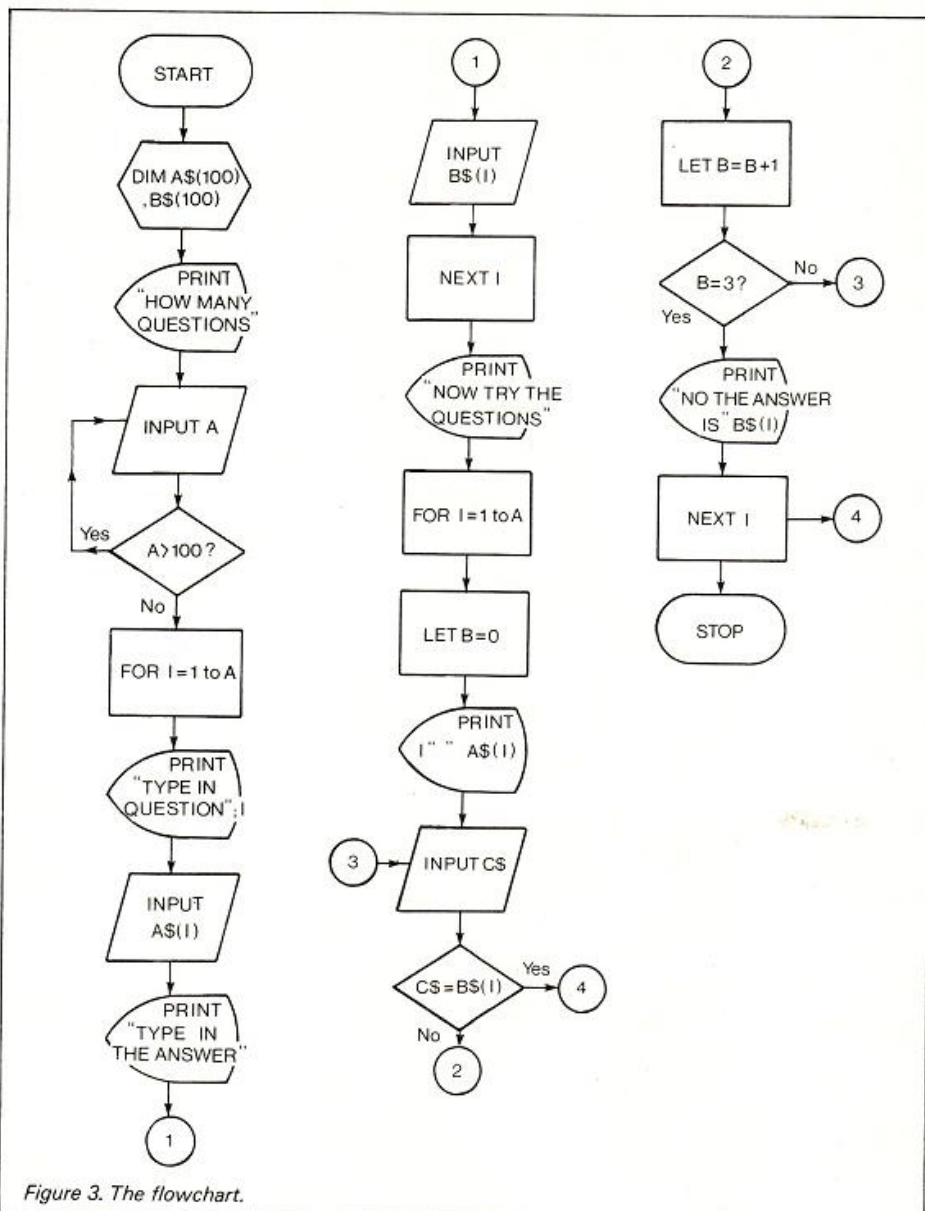 START
DIM A$(100)
,B$(100)
PRINT
"HOW MANY
QUESTIONS"
INPUT A
Yes
A>100?
No
FOR I=1 to A
PRINT
"TYPE IN
QUESTION";I
INPUT
A$(I)
PRINT
"TYPE IN
THE ANSWER"
1
1
INPUT
B$(I)
NEXT I
PRINT
"NOW TRY THE
QUESTIONS"
FOR I=1 to A
LET B=0
PRINT
I" " A$(I)
3
INPUT C$
C$=B$(I)
Yes
4
No
2
2
LET B=B+1
B=3?
No
3
Yes
PRINT
"NO THE ANSWER
IS" B$(I)
NEXT I
4
STOP
Figure 3. The flowchart.